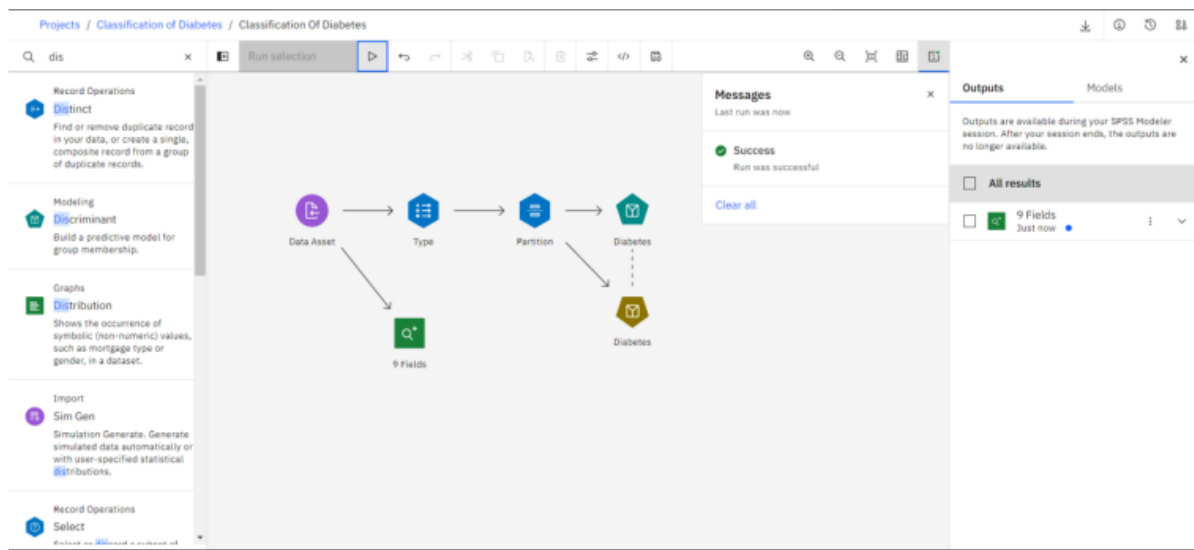 Projects / Classification of Diabetes / Classification Of Diabetes
dis
Run selection
Record Operations
Distinct
Find or remove duplicate record
in your data, or create a single,
composite record from a group
of duplicate records.
Modeling
Discriminant
Build a predictive model for
group membership.
Graphs
Distribution
Shows the occurrence of
symbolic (non-numeric) values,
such as mortgage type or
gender, in a dataset.
Import
Sim Gen
Simulation Generate. Generate
simulated data automatically or
with user-specified statistical
distributions.
Record Operations
Select
Select or discard a subset of
Data Asset
Type
Partition
Diabetes
9 Fields
Diabetes
Messages
Last run was now
Success
Run was successful
Clear all
Outputs
Models
Outputs are available during your SPSS Modeler
session. After your session ends, the outputs are
no longer available.
All results
9 Fields
Just now